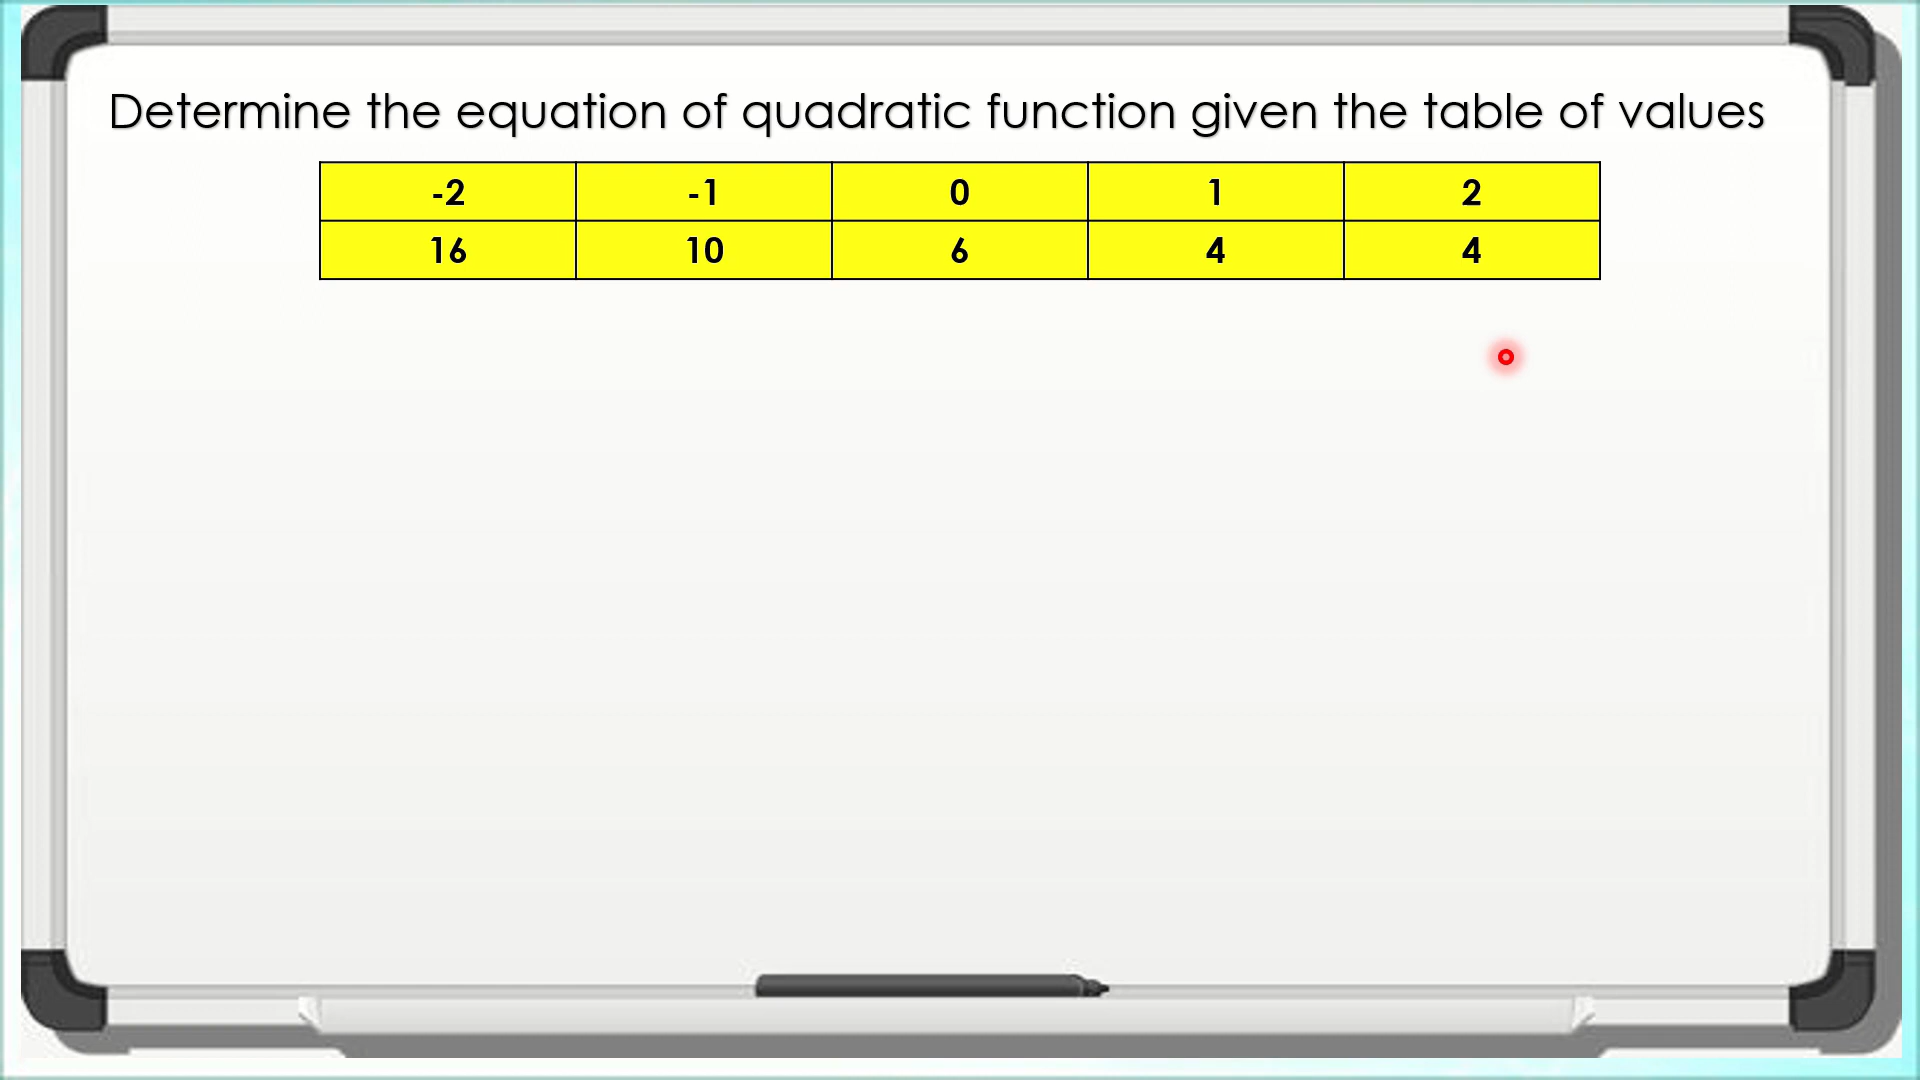 Determine the equation of quadratic function given the table of values
-2 -1 0 1 2
16 10 6 4 4